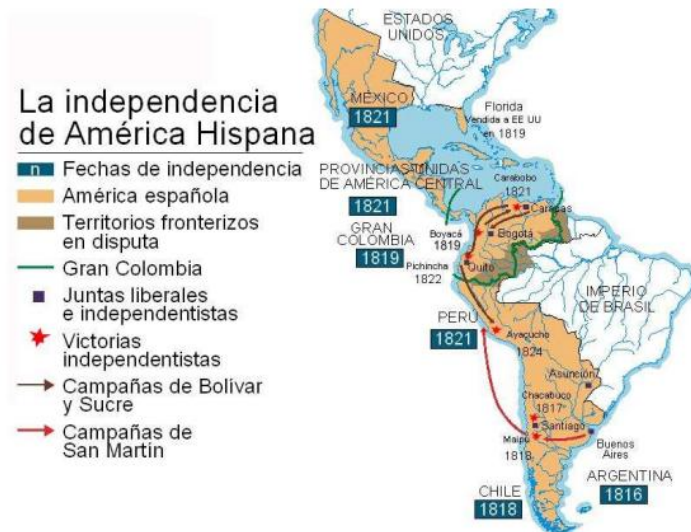 La independencia
de América Hispana
n Fechas de independencia
América española
Territorios fronterizos
en disputa
Gran Colombia
Juntas liberales
e independentistas
Victorias
independentistas
Campañas de Bolívar
y Sucre
Campañas de
San Martín
ESTADOS
UNIDOS
MÉXICO
1821
Florida
Vendida a EE UU
en 1819
PROVINCIAS UNIDAS
DE AMÉRICA CENTRAL
1821
Carabobo
1821
Caracas
GRAN
COLOMBIA
1819
Boyacá
1819
Bogotá
Pichincha
1822
Quito
IMPERIO
DE BRASIL
PERÚ
1821
Ayacucho
1824
Asunción
Chacabuco
1817
Santiago
Maipú
1818
Buenos
Aires
ARGENTINA
1816
CHILE
1818